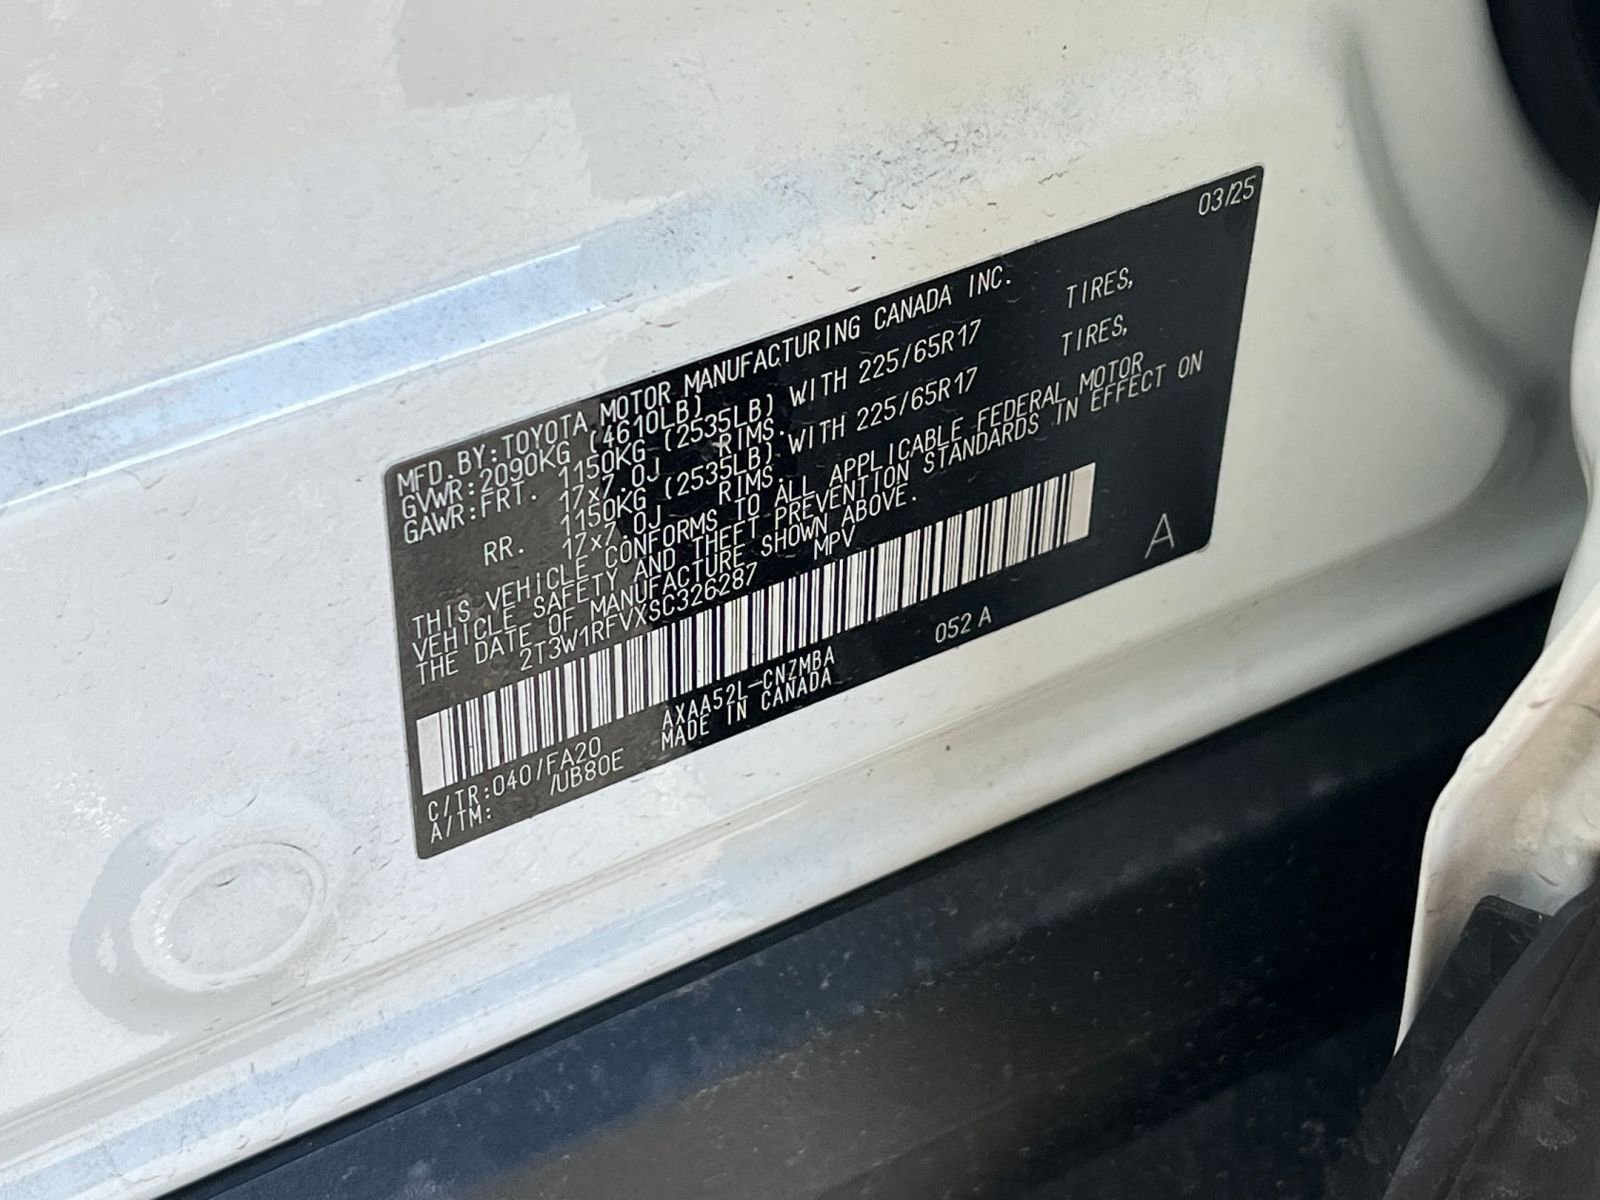 03/25
MFD. BY: TOYOTA MOTOR MANUFACTURING CANADA INC.
GVWR: 2090KG (4610LB)
GAWR: FRT. 1150KG (2535LB) WITH 225/65R17 TIRES,
17x7.0J RIMS.
RR. 1150KG (2535LB) WITH 225/65R17 TIRES,
17x7.0J RIMS.
THIS VEHICLE CONFORMS TO ALL APPLICABLE FEDERAL MOTOR
VEHICLE SAFETY AND THEFT PREVENTION STANDARDS IN EFFECT ON
THE DATE OF MANUFACTURE SHOWN ABOVE.
2T3W1RFVXSC326287 MPV
A
C/TR: 040/FA20 AXAA52L-CNZMBA 052 A
A/TM: /UB80E MADE IN CANADA